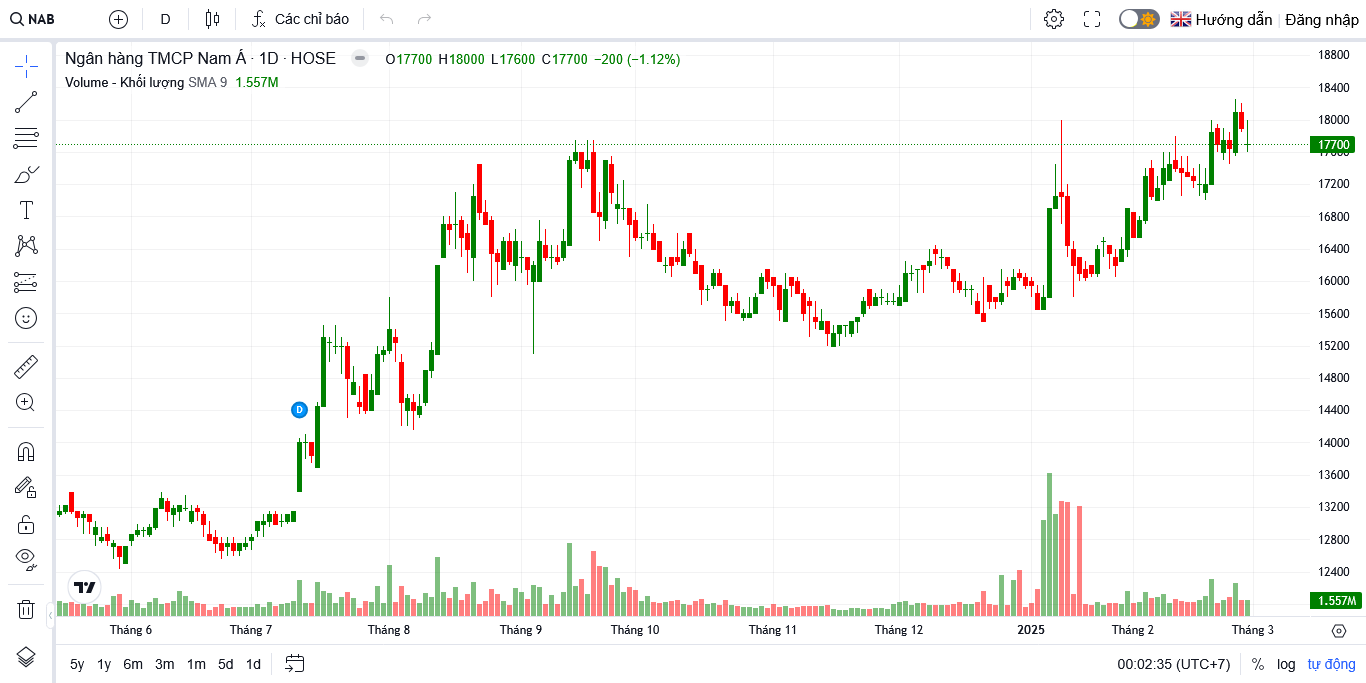 NAB D Các chỉ báo Hướng dẫn Đăng nhập
Ngân hàng TMCP Nam Á · 1D · HOSE O17700 H18000 L17600 C17700 −200 (−1.12%)
Volume - Khối lượng SMA 9 1.557M
18800
18400
18000
17700
17600
17200
16800
16400
16000
15600
15200
14800
D
14400
14000
13600
13200
12800
12400
1.557M
Tháng 6 Tháng 7 Tháng 8 Tháng 9 Tháng 10 Tháng 11 Tháng 12 2025 Tháng 2 Tháng 3
5y 1y 6m 3m 1m 5d 1d 00:02:35 (UTC+7) % log tự động